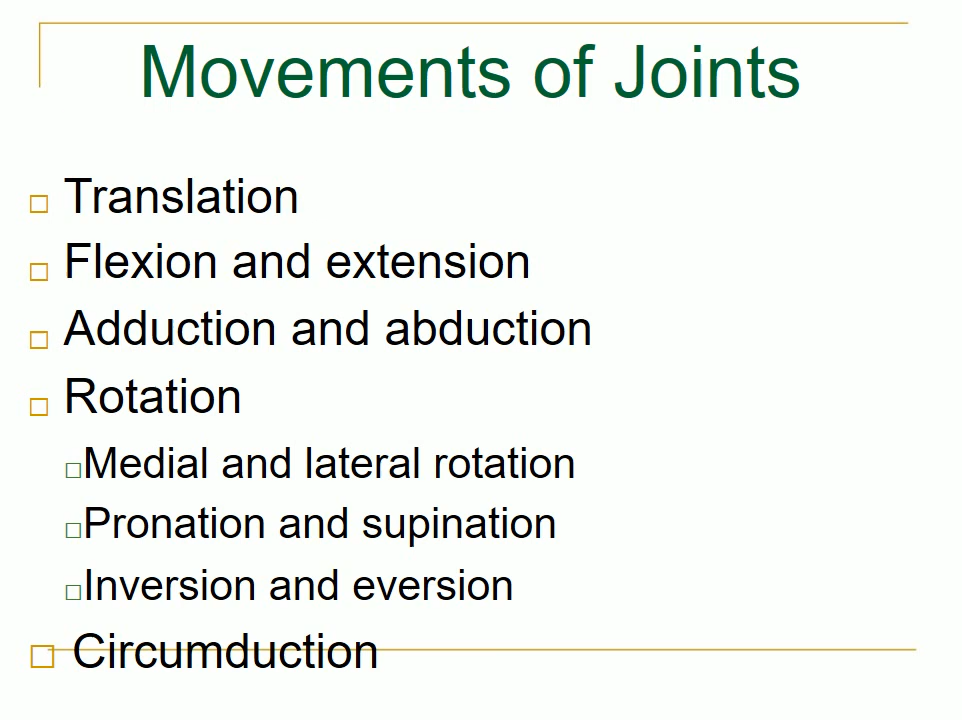 Movements of Joints
□ Translation
□ Flexion and extension
□ Adduction and abduction
□ Rotation
□Medial and lateral rotation
□Pronation and supination
□Inversion and eversion
□ Circumduction